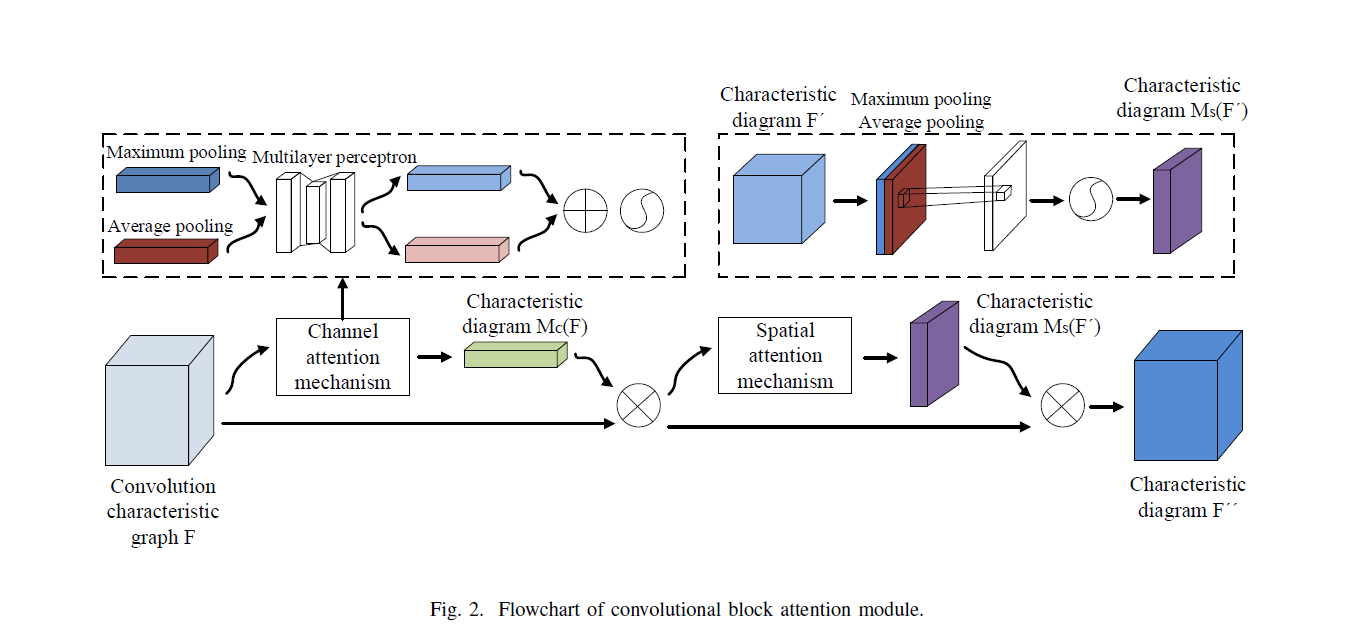 Maximum pooling
Multilayer perceptron
Average pooling
Characteristic
diagram F´
Maximum pooling
Average pooling
Characteristic
diagram Ms(F´)
Convolution
characteristic
graph F
Channel
attention
mechanism
Characteristic
diagram Mc(F)
Spatial
attention
mechanism
Characteristic
diagram Ms(F´)
Characteristic
diagram F´´
Fig. 2. Flowchart of convolutional block attention module.